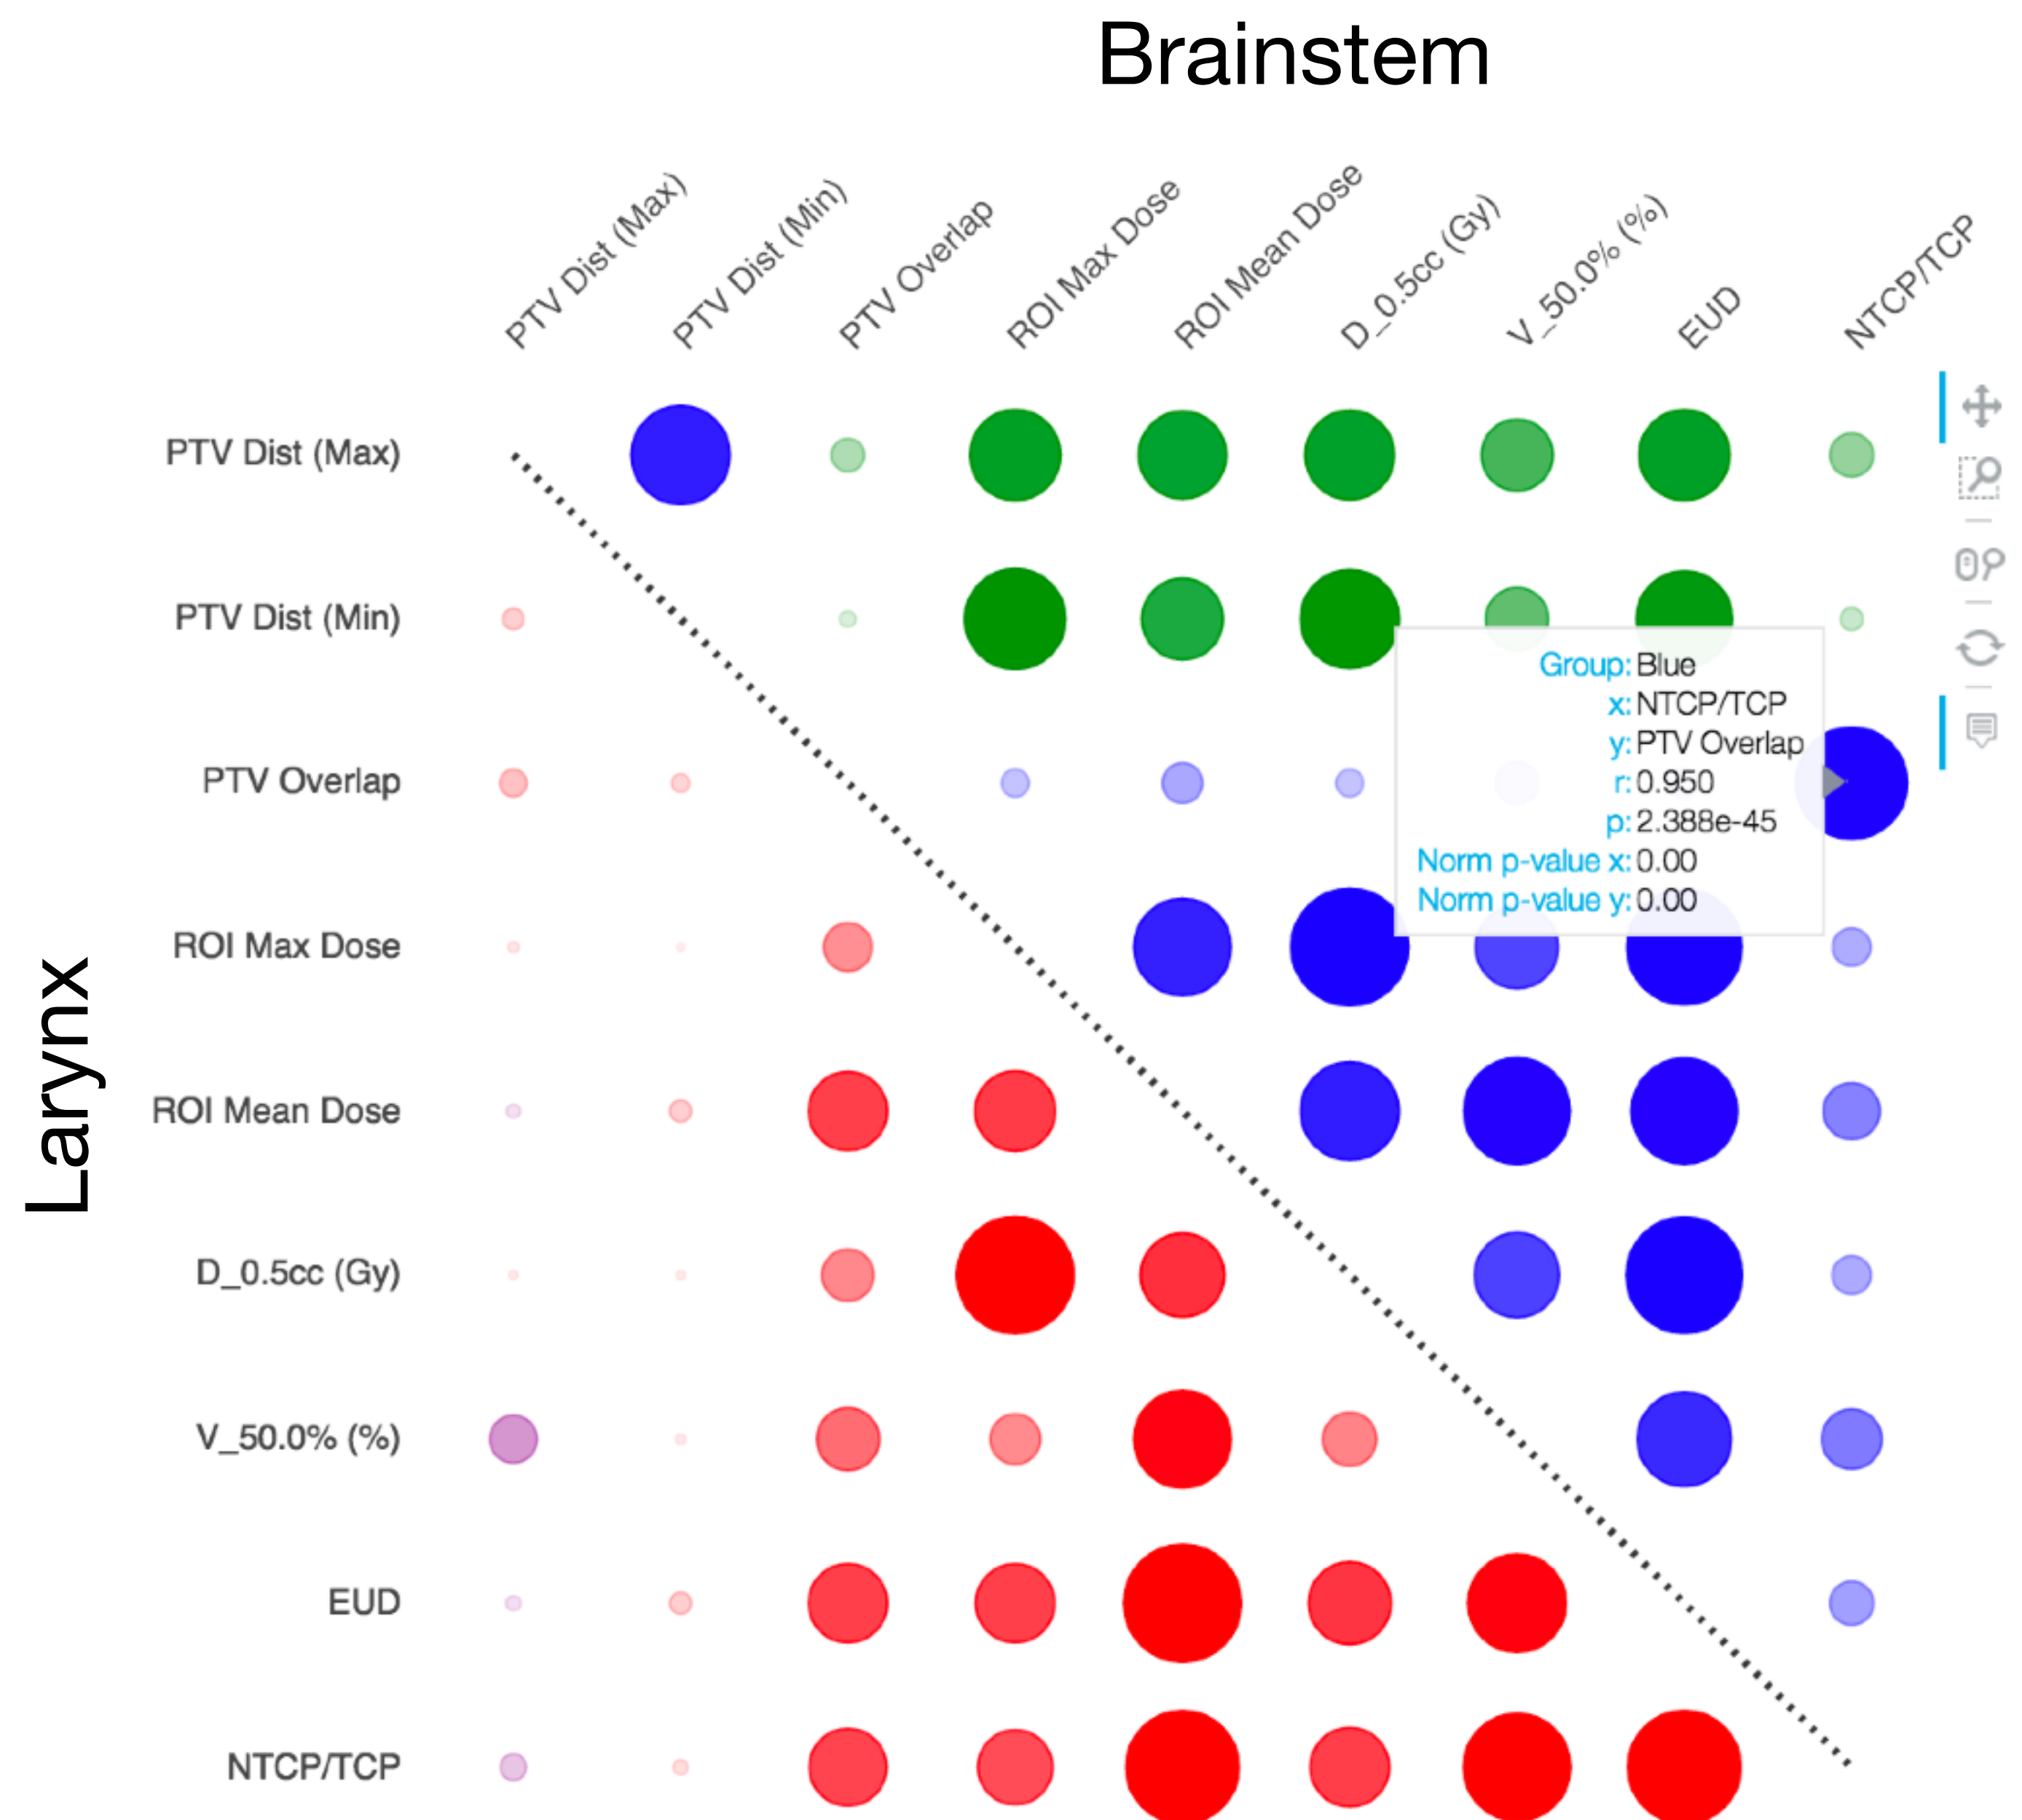 Brainstem
PTV Dist (Max)
PTV Dist (Min)
PTV Overlap
ROI Max Dose
ROI Mean Dose
D_0.5cc (Gy)
V_50.0% (%)
EUD
NTCP/TCP
Larynx
PTV Dist (Max)
PTV Dist (Min)
PTV Overlap
ROI Max Dose
ROI Mean Dose
D_0.5cc (Gy)
V_50.0% (%)
EUD
NTCP/TCP
Group: Blue
x: NTCP/TCP
y: PTV Overlap
r: 0.950
p: 2.388e-45
Norm p-value x: 0.00
Norm p-value y: 0.00